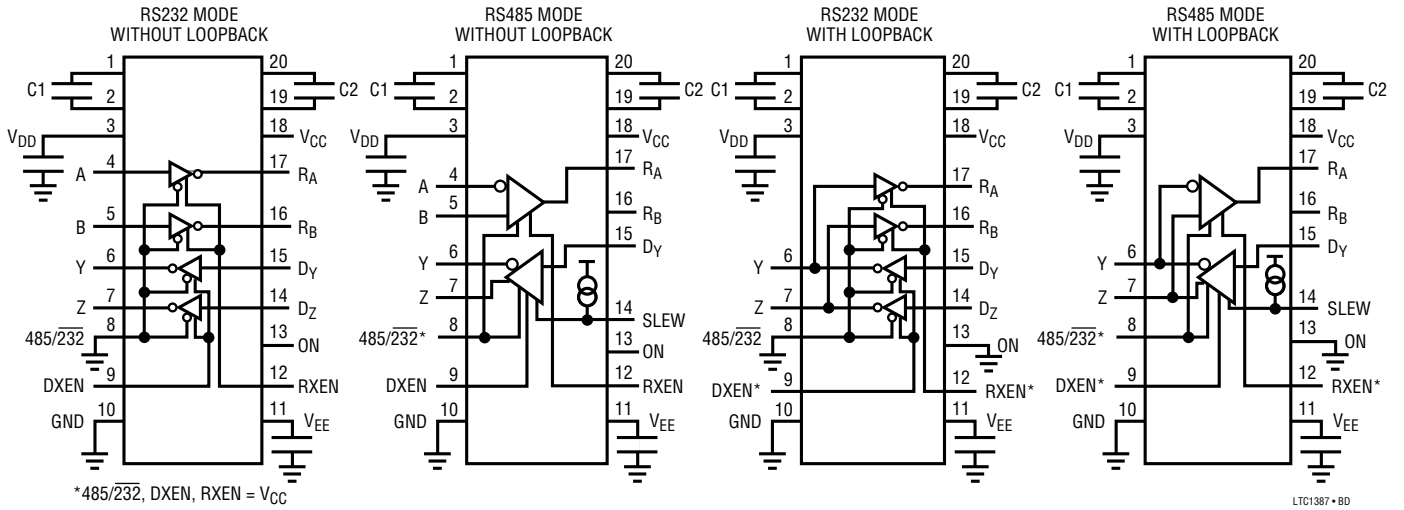 RS232 MODE
WITHOUT LOOPBACK
1
20
C1
C2
2
19
3
18
VDD
VCC
4
17
A
RA
5
16
B
RB
6
15
Y
DY
7
14
Z
DZ
8
485/232
13
ON
9
DXEN
12
RXEN
10
GND
11
VEE
RS485 MODE
WITHOUT LOOPBACK
1
20
C1
C2
2
19
3
18
VDD
VCC
17
RA
4
A
5
B
16
RB
15
DY
6
Y
7
Z
14
SLEW
8
485/232*
13
ON
9
DXEN
12
RXEN
10
GND
11
VEE
RS232 MODE
WITH LOOPBACK
1
20
C1
C2
2
19
3
18
VDD
VCC
17
RA
16
RB
6
15
Y
DY
7
14
Z
DZ
8
485/232
13
ON
9
DXEN*
12
RXEN*
10
GND
11
VEE
RS485 MODE
WITH LOOPBACK
1
20
C1
C2
2
19
3
18
VDD
VCC
17
RA
16
RB
15
DY
6
Y
7
Z
14
SLEW
8
485/232*
13
ON
9
DXEN*
12
RXEN*
10
GND
11
VEE
*485/232, DXEN, RXEN = VCC
LTC1387 • BD